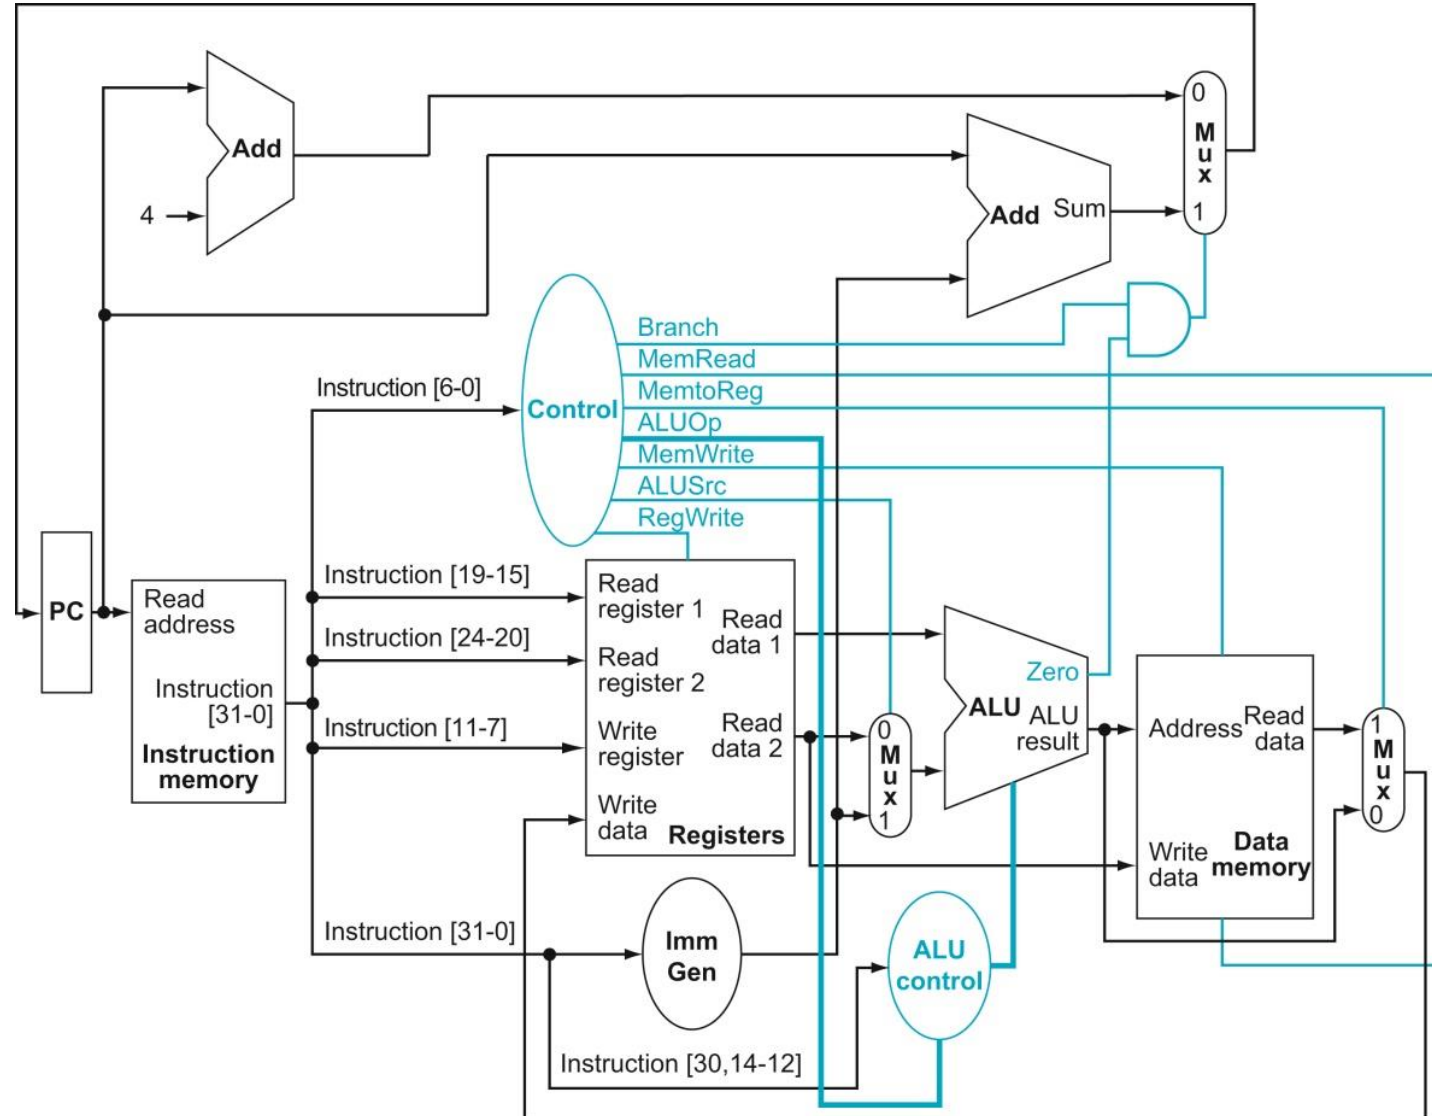 0
M
u
x
1
Add
4
Add
Sum
Branch
MemRead
MemtoReg
ALUOp
MemWrite
ALUSrc
RegWrite
Control
Instruction [6-0]
Instruction [19-15]
Instruction [24-20]
Instruction [11-7]
Instruction [31-0]
PC
Read
address
Instruction
[31-0]
Instruction
memory
Read
register 1
Read
register 2
Write
register
Write
data
Read
data 1
Read
data 2
Registers
0
M
u
x
1
Zero
ALU
ALU
result
Address
Read
data
Write
data
Data
memory
1
M
u
x
0
Imm
Gen
ALU
control
Instruction [30,14-12]